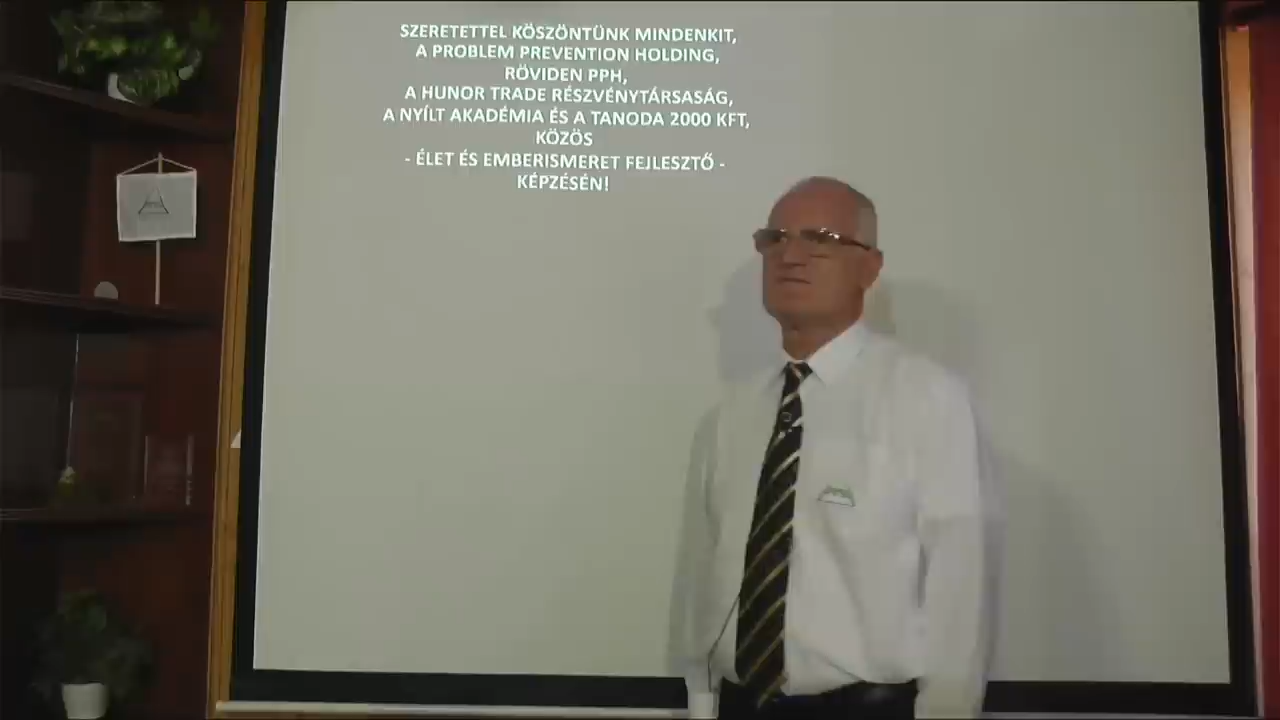 SZERETETTEL KÖSZÖNTÜNK MINDENKIT,
A PROBLEM PREVENTION HOLDING,
RÖVIDEN PPH,
A HUNOR TRADE RÉSZVÉNYTÁRSASÁG,
A NYÍLT AKADÉMIA ÉS A TANODA 2000 KFT,
KÖZÖS
- ÉLET ÉS EMBERISMERET FEJLESZTŐ -
KÉPZÉSÉN!